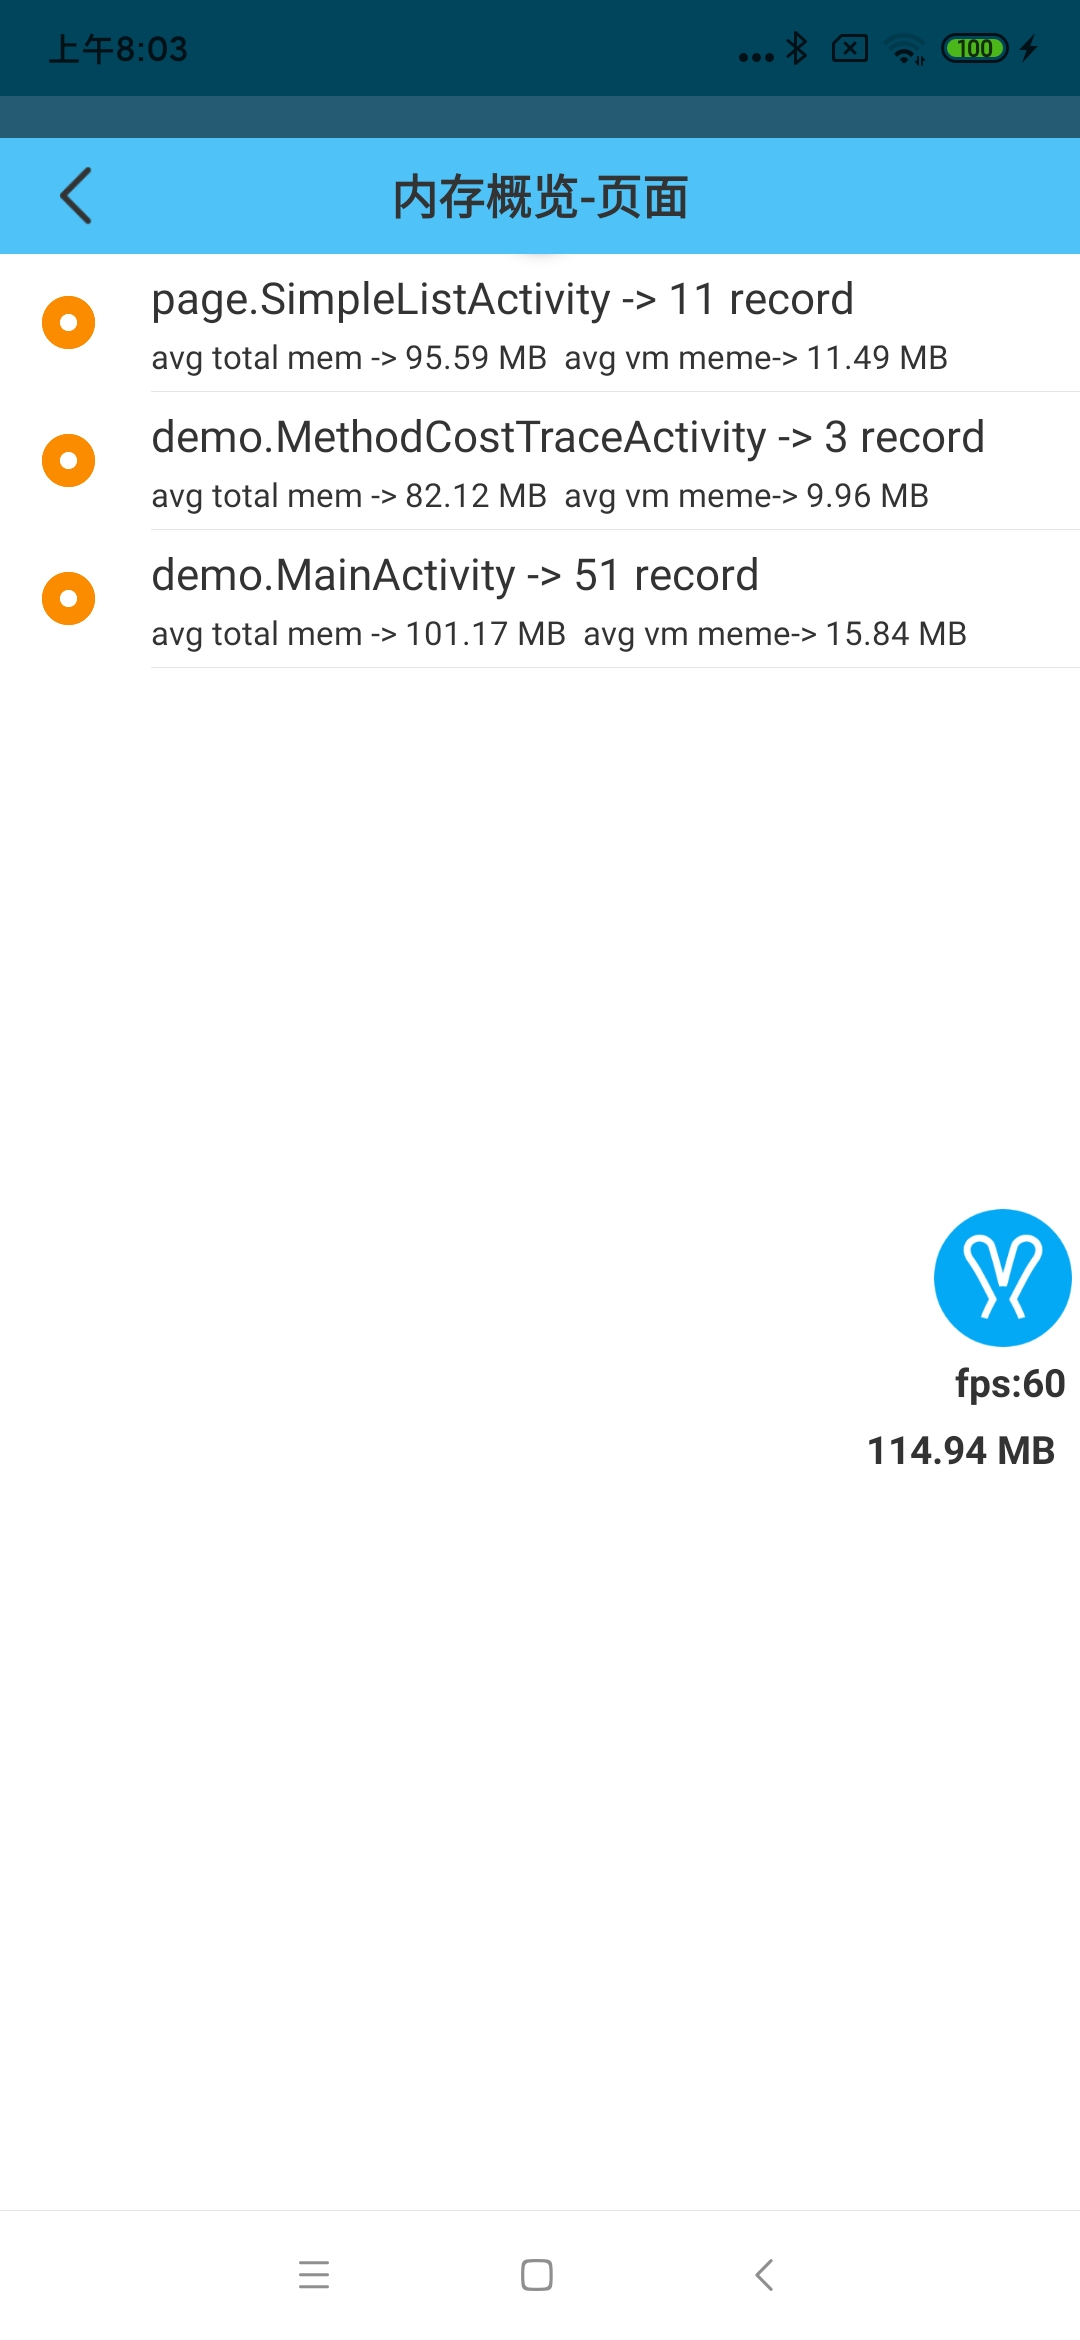 上午8:03
100
内存概览-页面
page.SimpleListActivity -> 11 record
avg total mem -> 95.59 MB  avg vm meme-> 11.49 MB
demo.MethodCostTraceActivity -> 3 record
avg total mem -> 82.12 MB  avg vm meme-> 9.96 MB
demo.MainActivity -> 51 record
avg total mem -> 101.17 MB  avg vm meme-> 15.84 MB
fps:60
114.94 MB